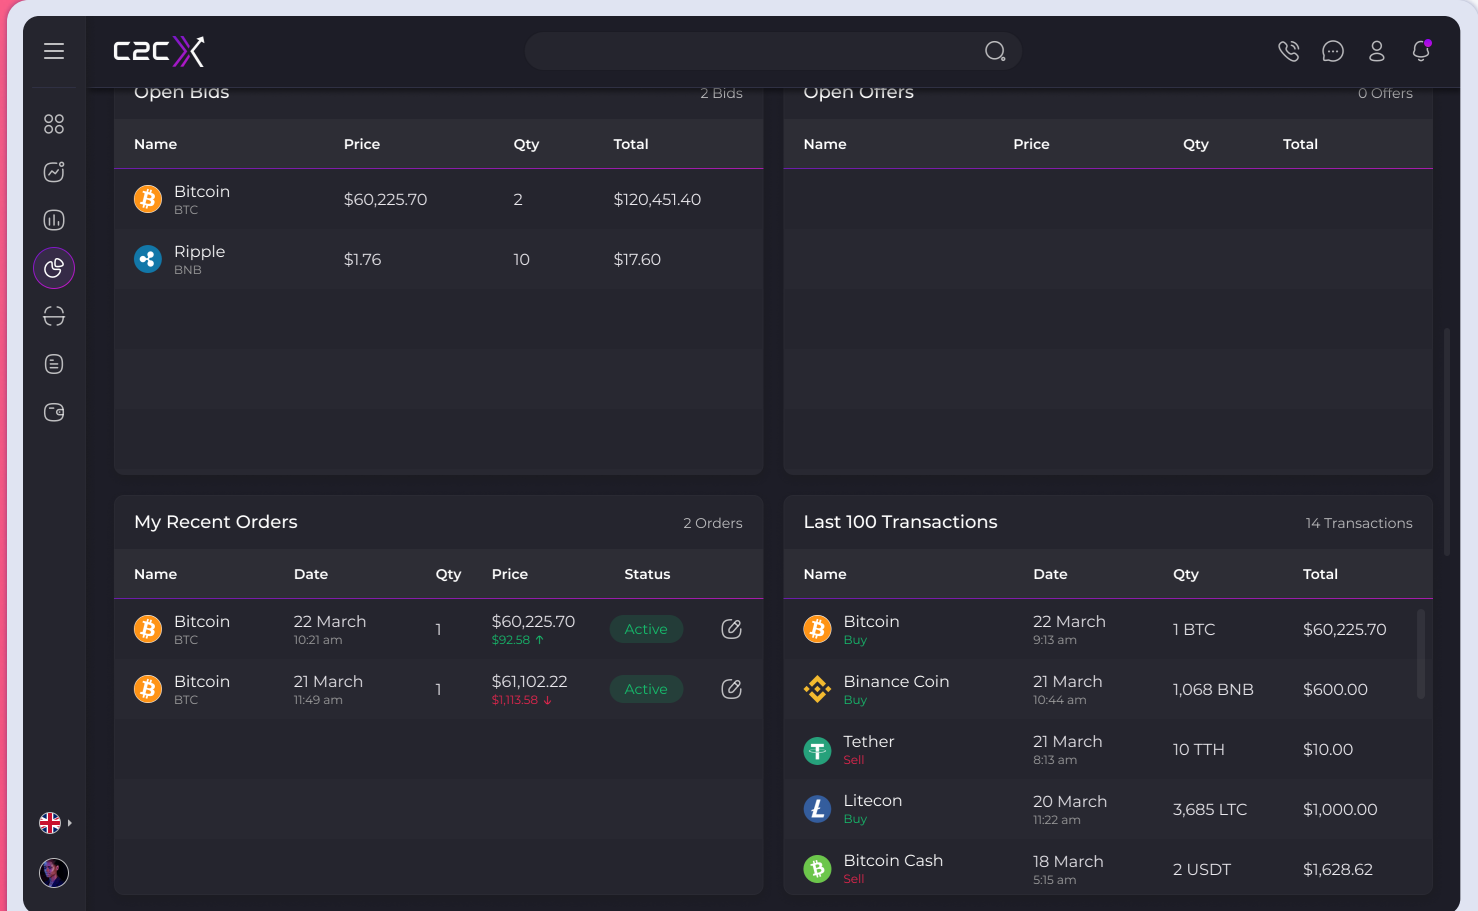 C2CX
Open Bids
2 Bids
Name Price Qty Total
Bitcoin
BTC
$60,225.70
2
$120,451.40
Ripple
BNB
$1.76
10
$17.60
Open Offers
0 Offers
Name Price Qty Total
My Recent Orders
2 Orders
Name Date Qty Price Status
Bitcoin
BTC
22 March
10:21 am
1
$60,225.70
$92.58 ↑
Active
Bitcoin
BTC
21 March
11:49 am
1
$61,102.22
$1,113.58 ↓
Active
Last 100 Transactions
14 Transactions
Name Date Qty Total
Bitcoin
Buy
22 March
9:13 am
1 BTC
$60,225.70
Binance Coin
Buy
21 March
10:44 am
1,068 BNB
$600.00
Tether
Sell
21 March
8:13 am
10 TTH
$10.00
Litecon
Buy
20 March
11:22 am
3,685 LTC
$1,000.00
Bitcoin Cash
Sell
18 March
5:15 am
2 USDT
$1,628.62